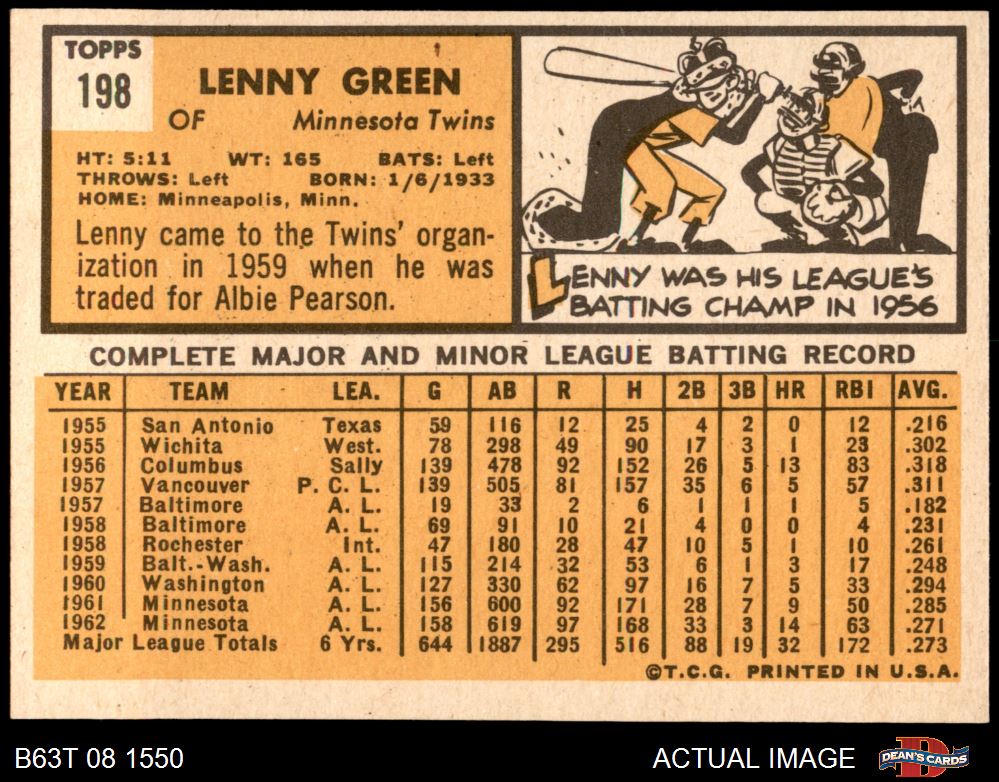 TOPPS
198
LENNY GREEN
OF Minnesota Twins
HT: 5:11 WT: 165 BATS: Left
THROWS: Left BORN: 1/6/1933
HOME: Minneapolis, Minn.
Lenny came to the Twins' organ-
ization in 1959 when he was
traded for Albie Pearson.
LENNY WAS HIS LEAGUE'S
BATTING CHAMP IN 1956
COMPLETE MAJOR AND MINOR LEAGUE BATTING RECORD
YEAR TEAM LEA. G AB R H 2B 3B HR RBI AVG.
1955 San Antonio Texas 59 116 12 25 4 2 0 12 .216
1955 Wichita West. 78 298 49 90 17 3 1 23 .302
1956 Columbus Sally 139 478 92 152 26 5 13 83 .318
1957 Vancouver P. C. L. 139 505 81 157 35 6 5 57 .311
1957 Baltimore A. L. 19 33 2 6 1 1 1 5 .182
1958 Baltimore A. L. 69 91 10 21 4 0 0 4 .231
1958 Rochester Int. 47 180 28 47 10 5 1 10 .261
1959 Balt.-Wash. A. L. 115 214 32 53 6 1 3 17 .248
1960 Washington A. L. 127 330 62 97 16 7 5 33 .294
1961 Minnesota A. L. 156 600 92 171 28 7 9 50 .285
1962 Minnesota A. L. 158 619 97 168 33 3 14 63 .271
Major League Totals 6 Yrs. 644 1887 295 516 88 19 32 172 .273
©T.C.G. PRINTED IN U.S.A.
B63T 08 1550 ACTUAL IMAGE DEAN'S CARDS